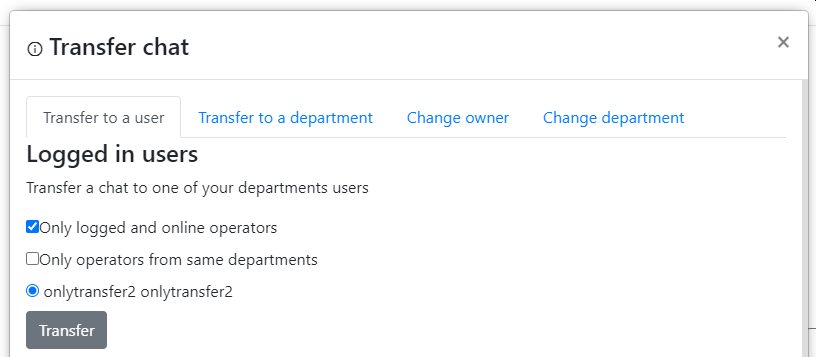 Transfer chat
×
Transfer to a user Transfer to a department Change owner Change department
Logged in users
Transfer a chat to one of your departments users
Only logged and online operators
Only operators from same departments
onlytransfer2 onlytransfer2
Transfer